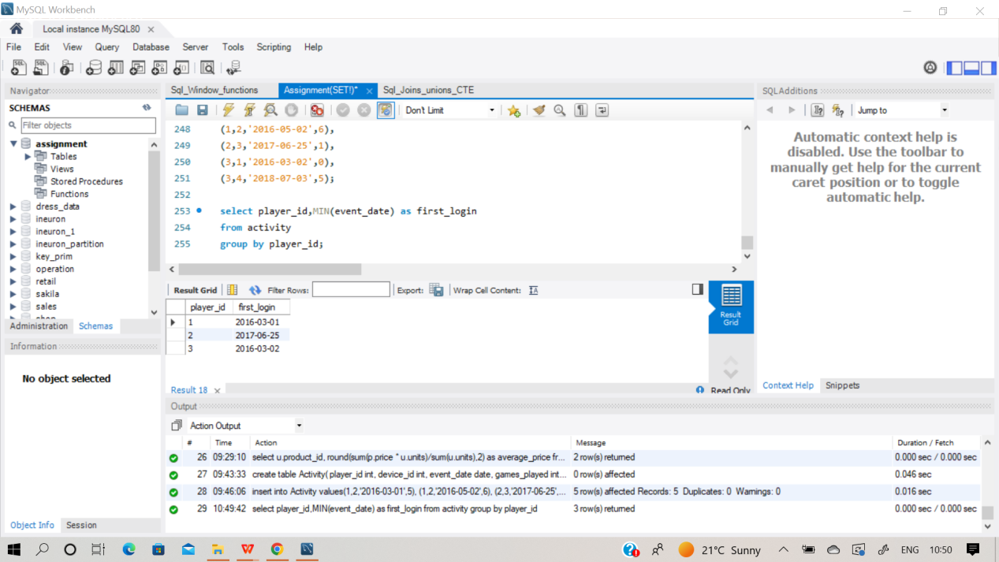 MySQL Workbench
Local instance MySQL80
File Edit View Query Database Server Tools Scripting Help
Navigator
SCHEMAS
Filter objects
assignment
Tables
Views
Stored Procedures
Functions
dress_data
ineuron
ineuron_1
ineuron_partition
key_prim
operation
retail
sakila
sales
Administration Schemas
Information
No object selected
Object Info Session
Sql_Window_functions Assignment(SET!)* Sql_Joins_unions_CTE
Don't Limit
248 (1,2,'2016-05-02',6),
249 (2,3,'2017-06-25',1),
250 (3,1,'2016-03-02',0),
251 (3,4,'2018-07-03',5);
252
253 select player_id,MIN(event_date) as first_login
254 from activity
255 group by player_id;
Result Grid Filter Rows: Export: Wrap Cell Content:
player_id first_login
1 2016-03-01
2 2017-06-25
3 2016-03-02
Result
Grid
Result 18 Read Only
SQLAdditions
Jump to
Automatic context help is
disabled. Use the toolbar to
manually get help for the current
caret position or to toggle
automatic help.
Context Help Snippets
Output
Action Output
# Time Action Message Duration / Fetch
26 09:29:10 select u.product_id, round(sum(p.price * u.units)/sum(u.units),2) as average_price fr... 2 row(s) returned 0.000 sec / 0.000 sec
27 09:43:33 create table Activity( player_id int, device_id int, event_date date, games_played int... 0 row(s) affected 0.046 sec
28 09:46:06 insert into Activity values(1,2,'2016-03-01',5), (1,2,'2016-05-02',6), (2,3,'2017-06-25',... 5 row(s) affected Records: 5 Duplicates: 0 Warnings: 0 0.016 sec
29 10:49:42 select player_id,MIN(event_date) as first_login from activity group by player_id 3 row(s) returned 0.000 sec / 0.000 sec
21°C Sunny ENG 10:50